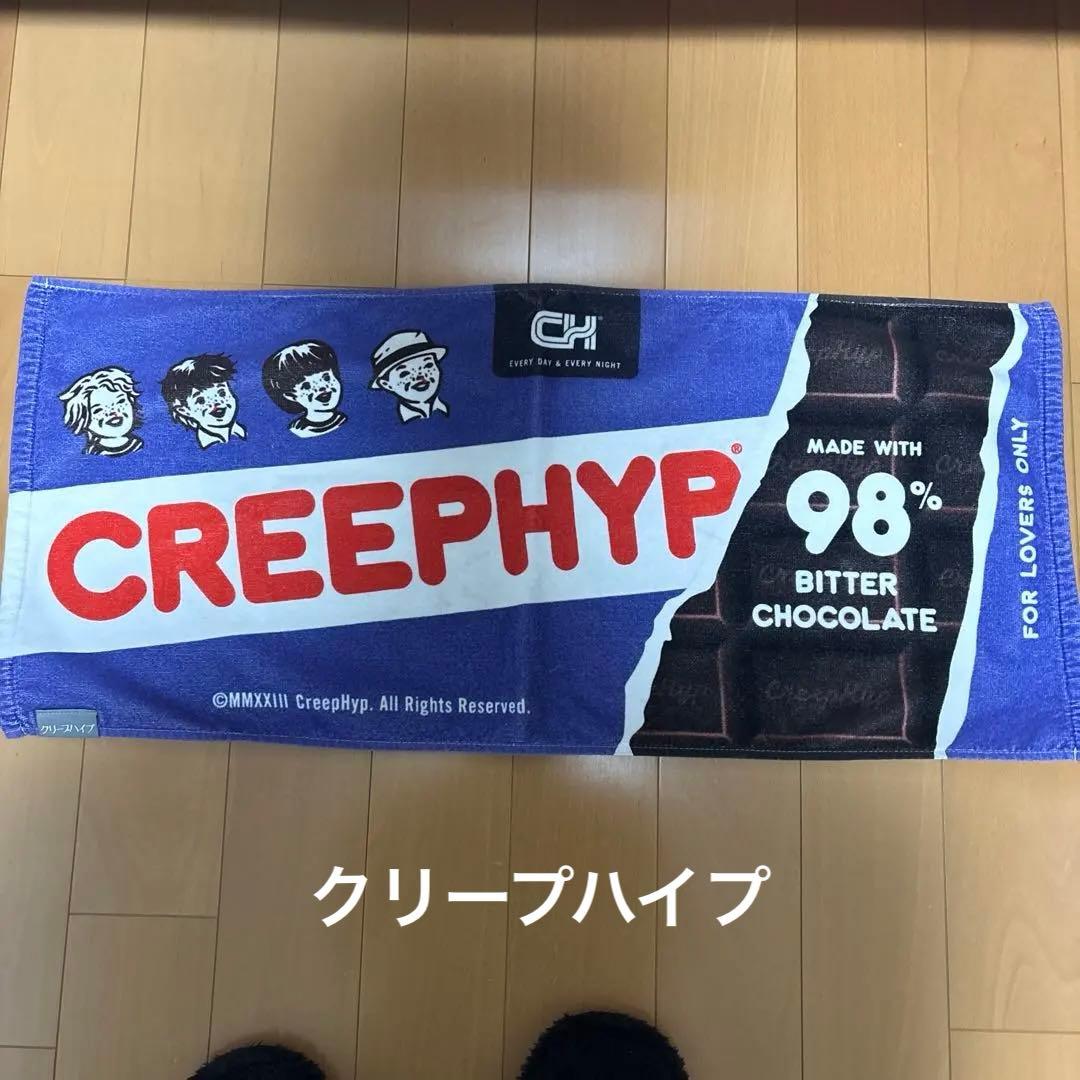 CH
EVERY DAY & EVERY NIGHT
CREEPHYP®
MADE WITH
98%
BITTER
CHOCOLATE
FOR LOVERS ONLY
©MMXXIII CreepHyp. All Rights Reserved.
クリープハイプ
CreepHyp
クリープハイプ